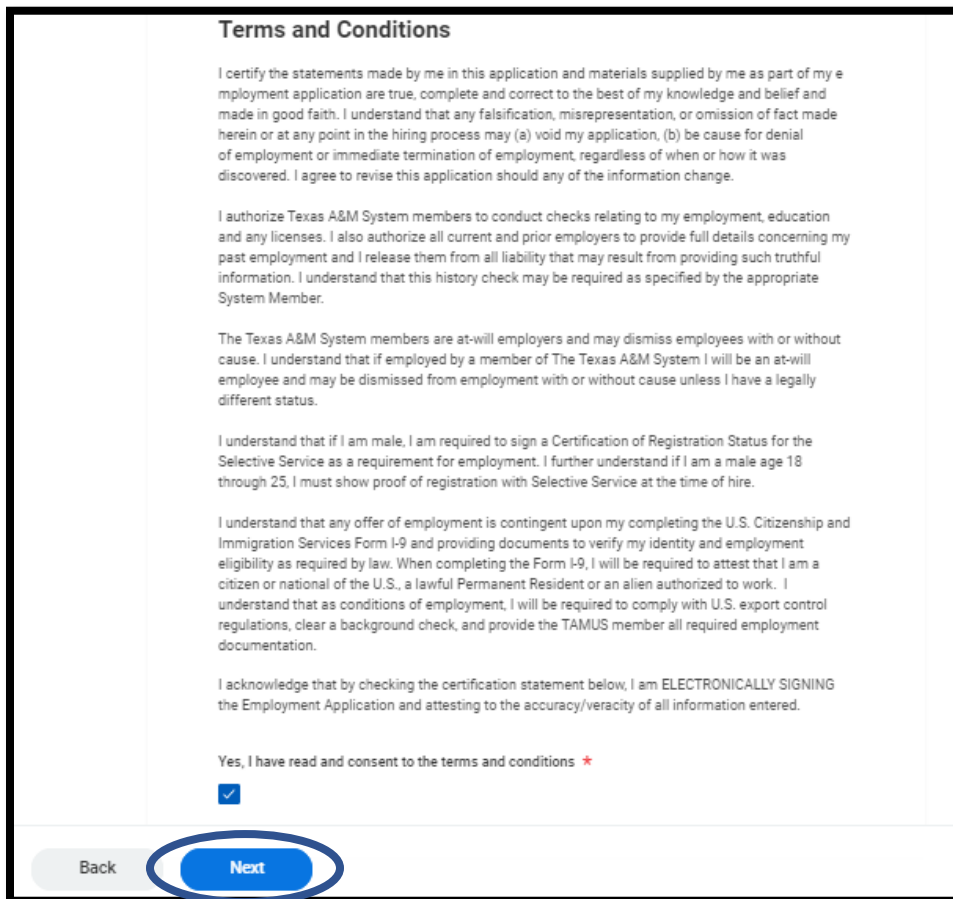 Terms and Conditions
I certify the statements made by me in this application and materials supplied by me as part of my e
mployment application are true, complete and correct to the best of my knowledge and belief and
made in good faith. I understand that any falsification, misrepresentation, or omission of fact made
herein or at any point in the hiring process may (a) void my application, (b) be cause for denial
of employment or immediate termination of employment, regardless of when or how it was
discovered. I agree to revise this application should any of the information change.
I authorize Texas A&M System members to conduct checks relating to my employment, education
and any licenses. I also authorize all current and prior employers to provide full details concerning my
past employment and I release them from all liability that may result from providing such truthful
information. I understand that this history check may be required as specified by the appropriate
System Member.
The Texas A&M System members are at-will employers and may dismiss employees with or without
cause. I understand that if employed by a member of The Texas A&M System I will be an at-will
employee and may be dismissed from employment with or without cause unless I have a legally
different status.
I understand that if I am male, I am required to sign a Certification of Registration Status for the
Selective Service as a requirement for employment. I further understand if I am a male age 18
through 25, I must show proof of registration with Selective Service at the time of hire.
I understand that any offer of employment is contingent upon my completing the U.S. Citizenship and
Immigration Services Form I-9 and providing documents to verify my identity and employment
eligibility as required by law. When completing the Form I-9, I will be required to attest that I am a
citizen or national of the U.S., a lawful Permanent Resident or an alien authorized to work. I
understand that as conditions of employment, I will be required to comply with U.S. export control
regulations, clear a background check, and provide the TAMUS member all required employment
documentation.
I acknowledge that by checking the certification statement below, I am ELECTRONICALLY SIGNING
the Employment Application and attesting to the accuracy/veracity of all information entered.
Yes, I have read and consent to the terms and conditions *
Back Next